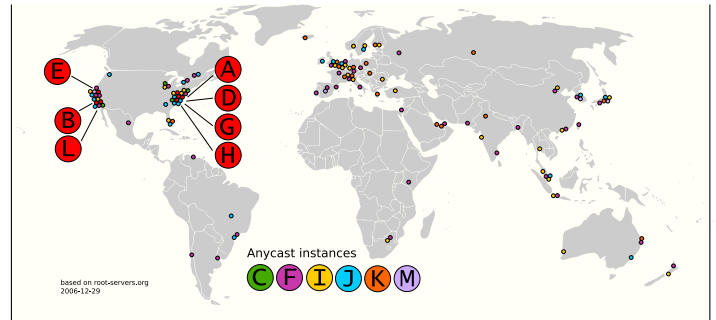 E
A
D
B
G
L
H
Anycast instances
C F I J K M
based on root-servers.org
2006-12-29